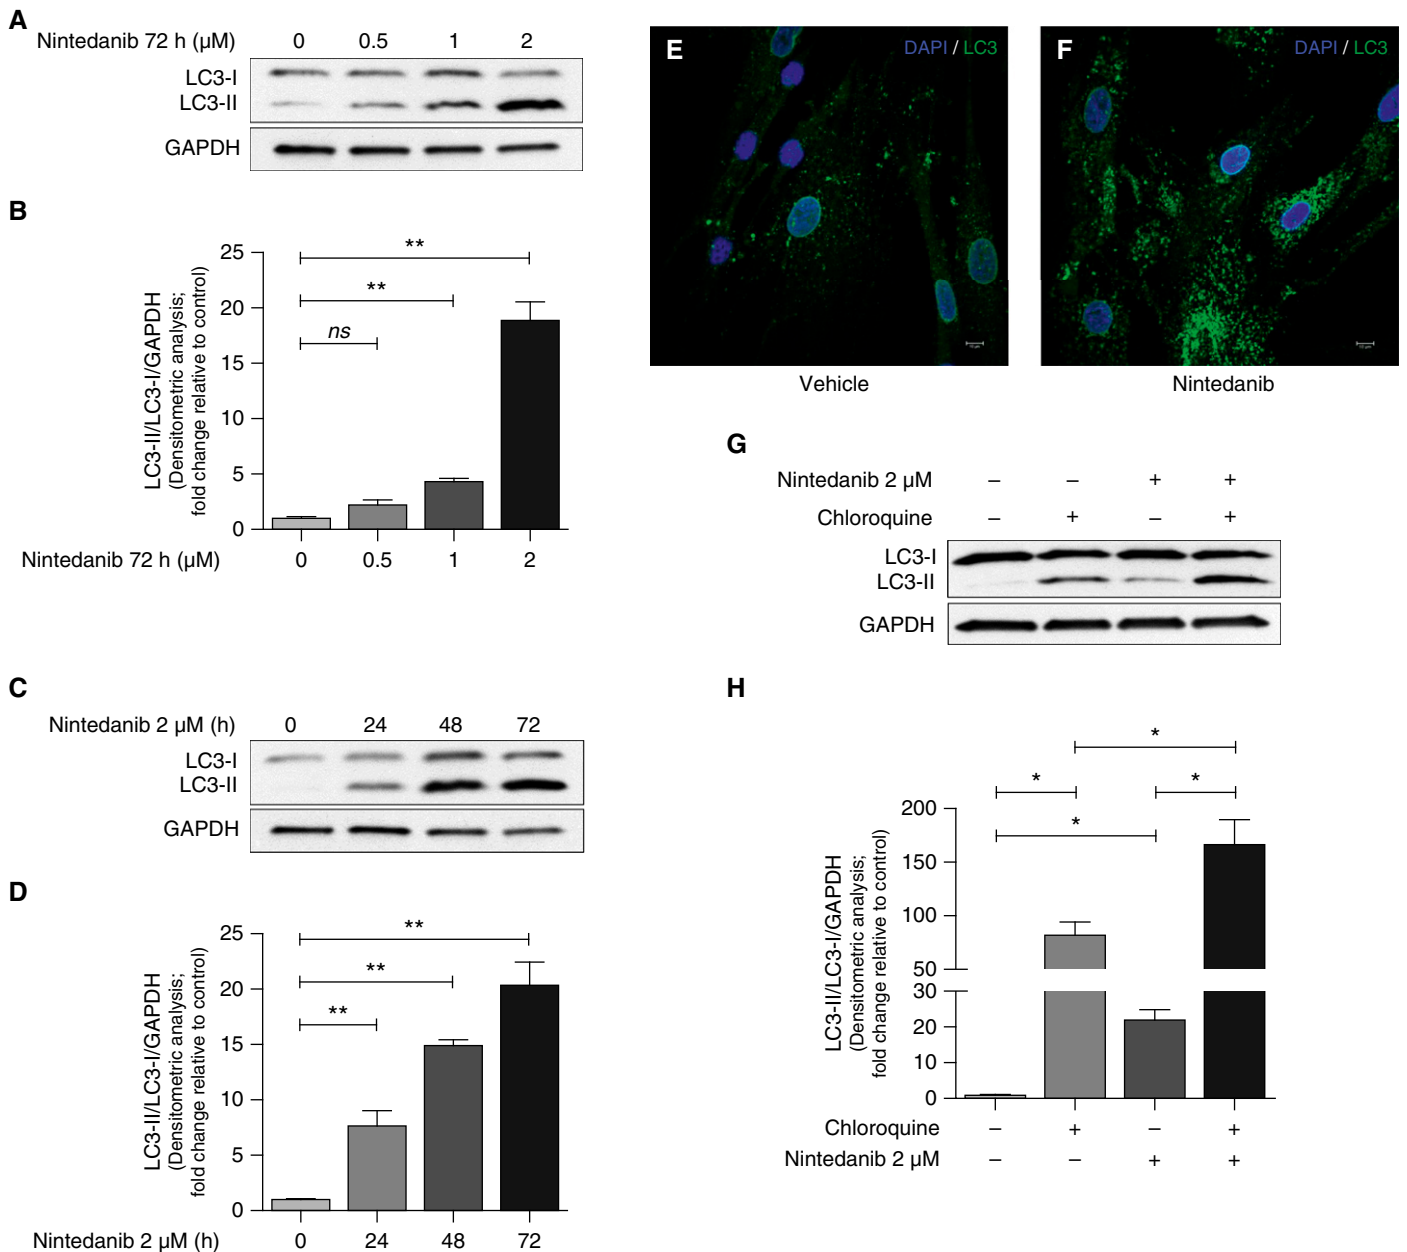 A
Nintedanib 72 h (µM) 0 0.5 1 2
LC3-I
LC3-II
GAPDH
B
LC3-II/LC3-I/GAPDH
(Densitometric analysis;
fold change relative to control)
25
20
15
10
5
0
**
**
ns
Nintedanib 72 h (µM) 0 0.5 1 2
C
Nintedanib 2 µM (h) 0 24 48 72
LC3-I
LC3-II
GAPDH
D
LC3-II/LC3-I/GAPDH
(Densitometric analysis;
fold change relative to control)
25
20
15
10
5
0
**
**
**
Nintedanib 2 µM (h) 0 24 48 72
E
DAPI / LC3
10 µm
Vehicle
F
DAPI / LC3
10 µm
Nintedanib
G
Nintedanib 2 µM – – + +
Chloroquine – + – +
LC3-I
LC3-II
GAPDH
H
LC3-II/LC3-I/GAPDH
(Densitometric analysis;
fold change relative to control)
200
150
100
50
30
20
10
0
*
* *
*
Chloroquine – + – +
Nintedanib 2 µM – – + +